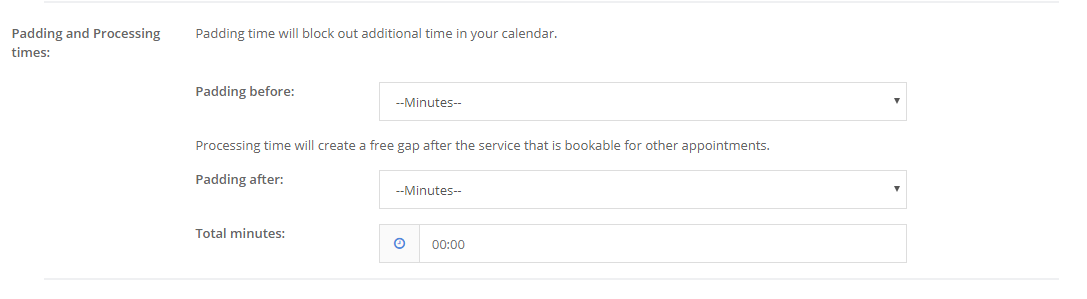 Padding and Processing times:
Padding time will block out additional time in your calendar.
Padding before:
--Minutes--
Processing time will create a free gap after the service that is bookable for other appointments.
Padding after:
--Minutes--
Total minutes:
00:00